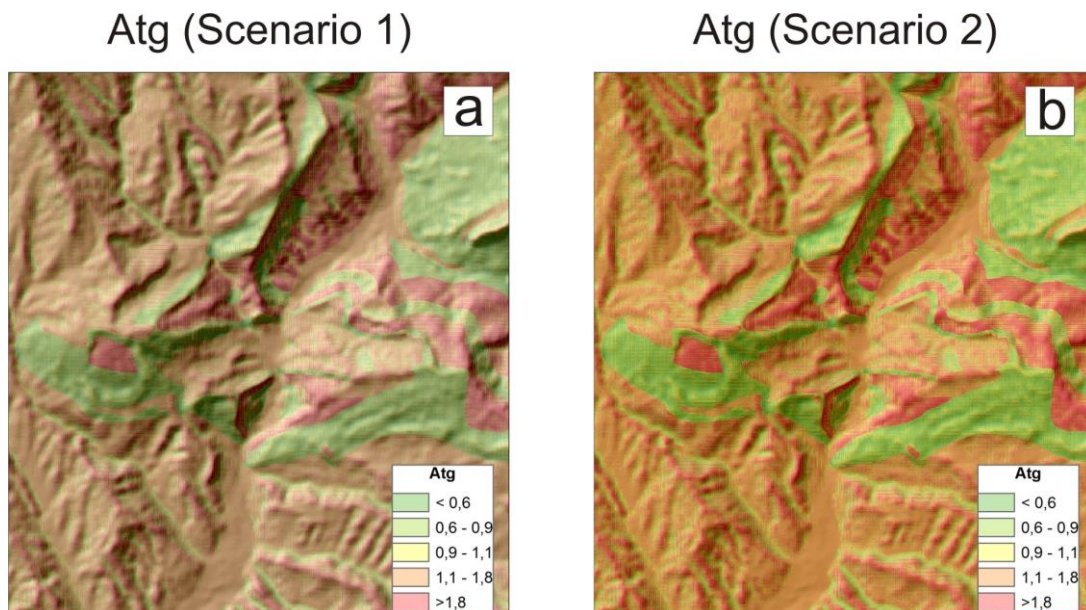 Atg (Scenario 1)
Atg (Scenario 2)
a
b
Atg
< 0,6
0,6 - 0,9
0,9 - 1,1
1,1 - 1,8
>1,8
Atg
< 0,6
0,6 - 0,9
0,9 - 1,1
1,1 - 1,8
>1,8